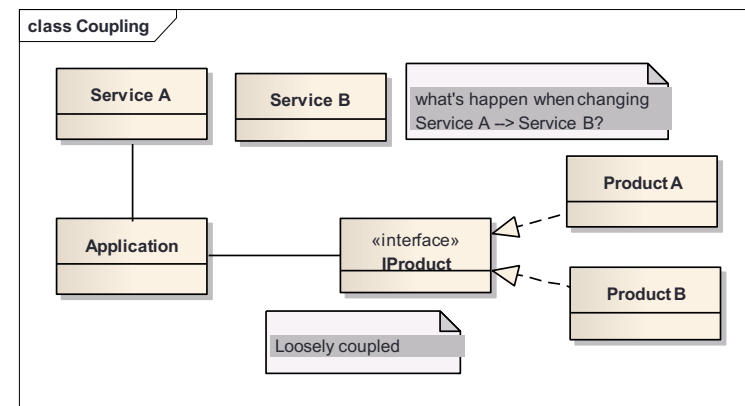 class Coupling
Service A
Service B
what's happen when changing
Service A --> Service B?
Product A
Application
«interface»
IProduct
Product B
Loosely coupled